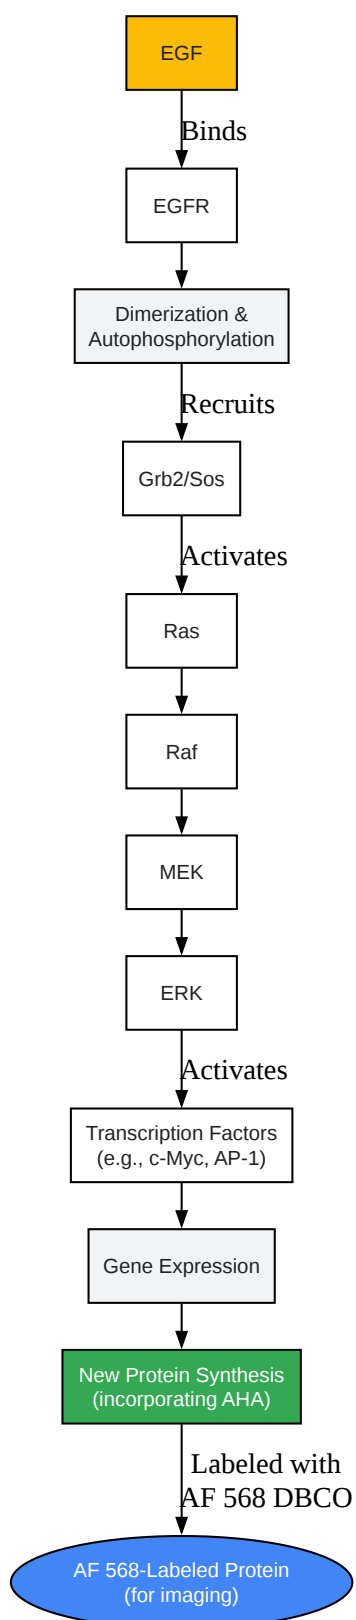 EGF
Binds
EGFR
Dimerization &
Autophosphorylation
Recruits
Grb2/Sos
Activates
Ras
Raf
MEK
ERK
Activates
Transcription Factors
(e.g., c-Myc, AP-1)
Gene Expression
New Protein Synthesis
(incorporating AHA)
Labeled with
AF 568 DBCO
AF 568-Labeled Protein
(for imaging)